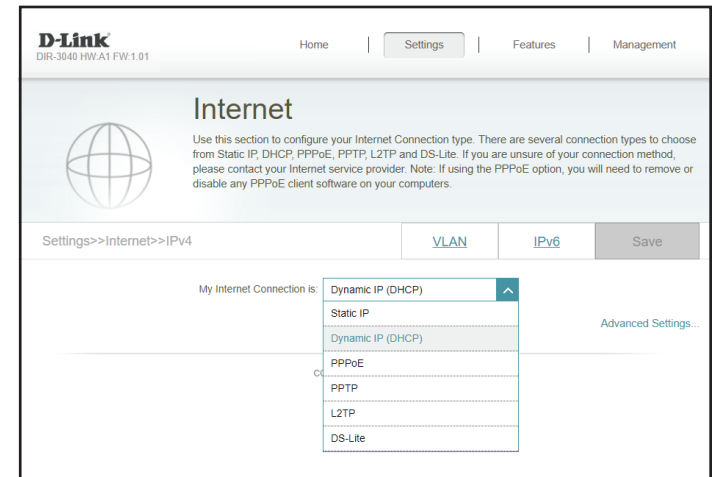 D-Link
DIR-3040 HW:A1 FW:1.01
Home
Settings
Features
Management
Internet
Use this section to configure your Internet Connection type. There are several connection types to choose
from Static IP, DHCP, PPPoE, PPTP, L2TP and DS-Lite. If you are unsure of your connection method,
please contact your Internet service provider. Note: If using the PPPoE option, you will need to remove or
disable any PPPoE client software on your computers.
Settings>>Internet>>IPv4
VLAN
IPv6
Save
My Internet Connection is:
Dynamic IP (DHCP)
Static IP
Advanced Settings...
Dynamic IP (DHCP)
PPPoE
PPTP
L2TP
DS-Lite